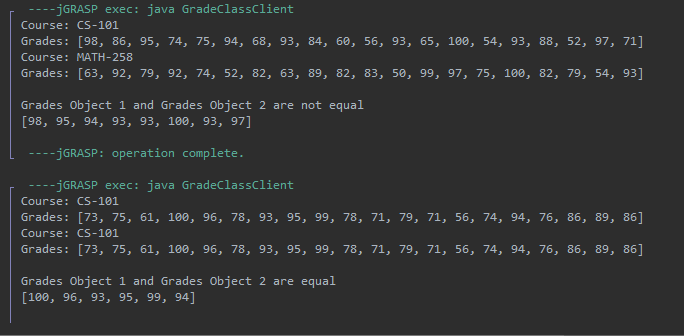 ----jGRASP exec: java GradeClassClient
Course: CS-101
Grades: [98, 86, 95, 74, 75, 94, 68, 93, 84, 60, 56, 93, 65, 100, 54, 93, 88, 52, 97, 71]
Course: MATH-258
Grades: [63, 92, 79, 92, 74, 52, 82, 63, 89, 82, 83, 50, 99, 97, 75, 100, 82, 79, 54, 93]
Grades Object 1 and Grades Object 2 are not equal
[98, 95, 94, 93, 93, 100, 93, 97]
----jGRASP: operation complete.
----jGRASP exec: java GradeClassClient
Course: CS-101
Grades: [73, 75, 61, 100, 96, 78, 93, 95, 99, 78, 71, 79, 71, 56, 74, 94, 76, 86, 89, 86]
Course: CS-101
Grades: [73, 75, 61, 100, 96, 78, 93, 95, 99, 78, 71, 79, 71, 56, 74, 94, 76, 86, 89, 86]
Grades Object 1 and Grades Object 2 are equal
[100, 96, 93, 95, 99, 94]